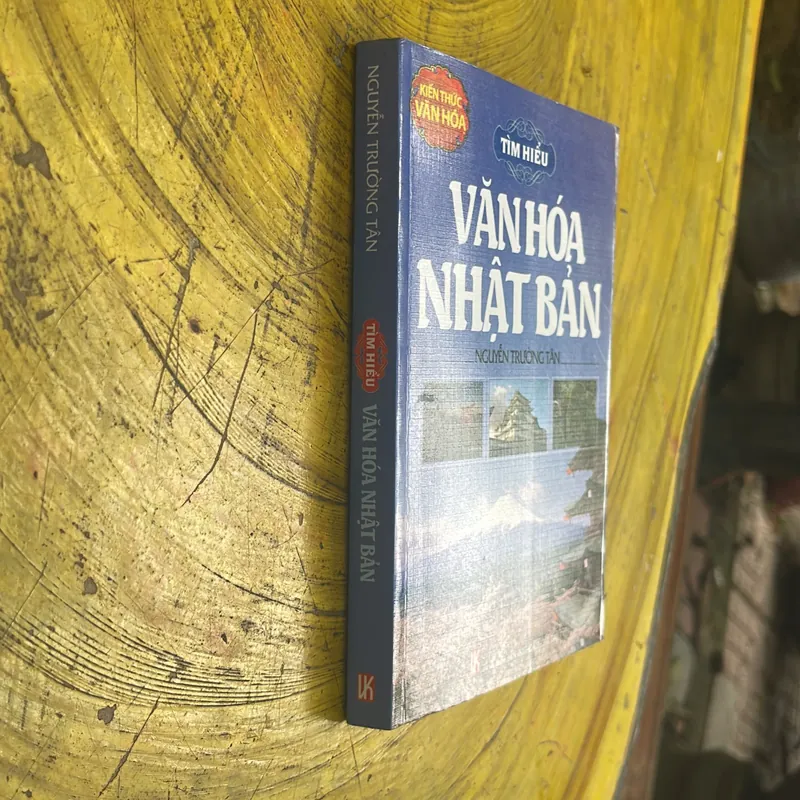 NGUYỄN TRƯỜNG TÂN
TÌM HIỂU
VĂN HÓA NHẬT BẢN
VK
KIẾN THỨC
VĂN HÓA
TÌM HIỂU
VĂN HÓA
NHẬT BẢN
NGUYỄN TRƯỜNG TÂN